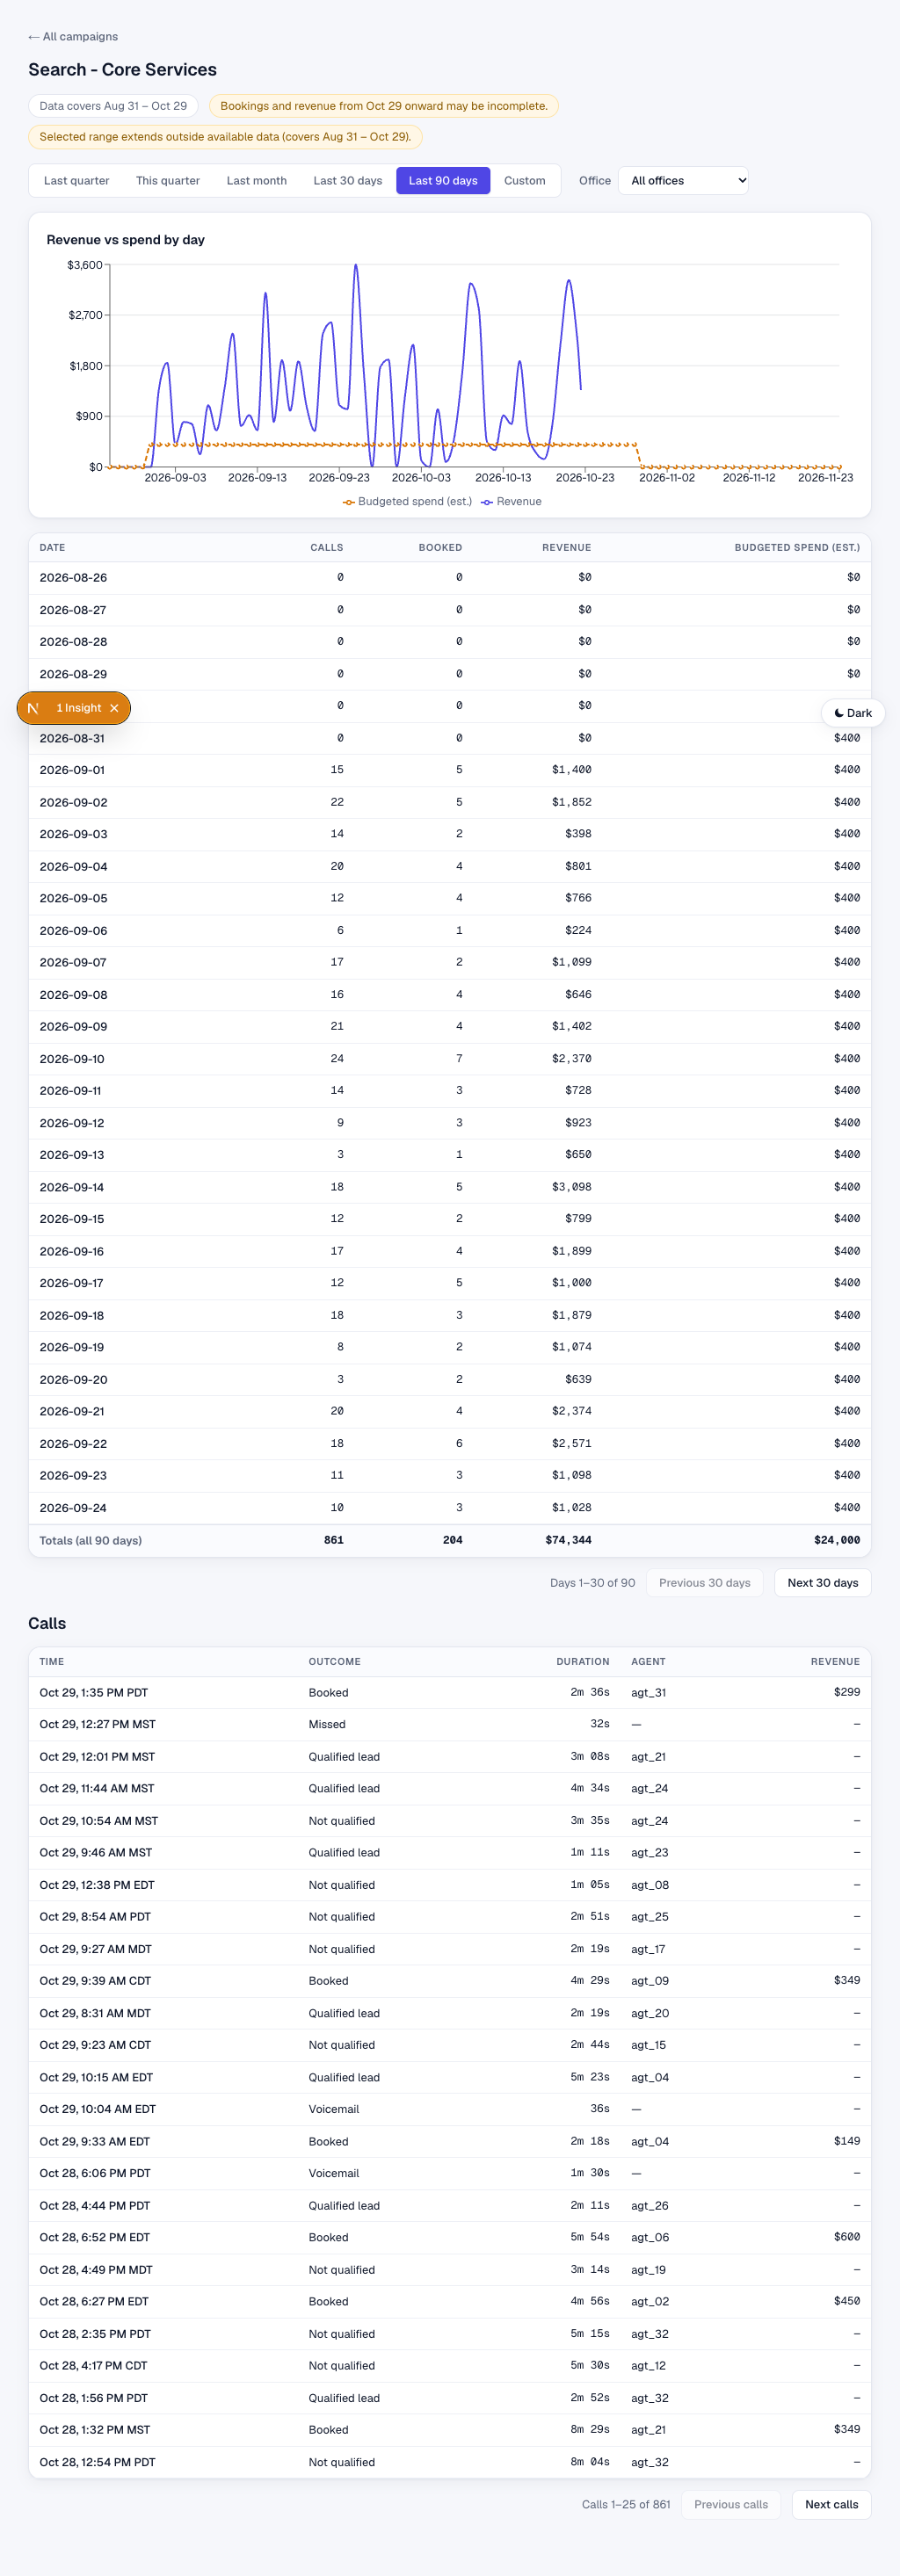 ← All campaigns
Search - Core Services
Data covers Aug 31 – Oct 29 Bookings and revenue from Oct 29 onward may be incomplete.
Selected range extends outside available data (covers Aug 31 – Oct 29).
Last quarter This quarter Last month Last 30 days Last 90 days Custom Office All offices
Revenue vs spend by day
$3,600
$2,700
$1,800
$900
$0
2026-09-03 2026-09-13 2026-09-23 2026-10-03 2026-10-13 2026-10-23 2026-11-02 2026-11-12 2026-11-23
Budgeted spend (est.) Revenue
DATE CALLS BOOKED REVENUE BUDGETED SPEND (EST.)
2026-08-26 0 0 $0 $0
2026-08-27 0 0 $0 $0
2026-08-28 0 0 $0 $0
2026-08-29 0 0 $0 $0
1 Insight × 0 0 $0 Dark
2026-08-31 0 0 $0 $400
2026-09-01 15 5 $1,400 $400
2026-09-02 22 5 $1,852 $400
2026-09-03 14 2 $398 $400
2026-09-04 20 4 $801 $400
2026-09-05 12 4 $766 $400
2026-09-06 6 1 $224 $400
2026-09-07 17 2 $1,099 $400
2026-09-08 16 4 $646 $400
2026-09-09 21 4 $1,402 $400
2026-09-10 24 7 $2,370 $400
2026-09-11 14 3 $728 $400
2026-09-12 9 3 $923 $400
2026-09-13 3 1 $650 $400
2026-09-14 18 5 $3,098 $400
2026-09-15 12 2 $799 $400
2026-09-16 17 4 $1,899 $400
2026-09-17 12 5 $1,000 $400
2026-09-18 18 3 $1,879 $400
2026-09-19 8 2 $1,074 $400
2026-09-20 3 2 $639 $400
2026-09-21 20 4 $2,374 $400
2026-09-22 18 6 $2,571 $400
2026-09-23 11 3 $1,098 $400
2026-09-24 10 3 $1,028 $400
Totals (all 90 days) 861 204 $74,344 $24,000
Days 1–30 of 90 Previous 30 days Next 30 days
Calls
TIME OUTCOME DURATION AGENT REVENUE
Oct 29, 1:35 PM PDT Booked 2m 36s agt_31 $299
Oct 29, 12:27 PM MST Missed 32s — –
Oct 29, 12:01 PM MST Qualified lead 3m 08s agt_21 –
Oct 29, 11:44 AM MST Qualified lead 4m 34s agt_24 –
Oct 29, 10:54 AM MST Not qualified 3m 35s agt_24 –
Oct 29, 9:46 AM MST Qualified lead 1m 11s agt_23 –
Oct 29, 12:38 PM EDT Not qualified 1m 05s agt_08 –
Oct 29, 8:54 AM PDT Not qualified 2m 51s agt_25 –
Oct 29, 9:27 AM MDT Not qualified 2m 19s agt_17 –
Oct 29, 9:39 AM CDT Booked 4m 29s agt_09 $349
Oct 29, 8:31 AM MDT Qualified lead 2m 19s agt_20 –
Oct 29, 9:23 AM CDT Not qualified 2m 44s agt_15 –
Oct 29, 10:15 AM EDT Qualified lead 5m 23s agt_04 –
Oct 29, 10:04 AM EDT Voicemail 36s — –
Oct 29, 9:33 AM EDT Booked 2m 18s agt_04 $149
Oct 28, 6:06 PM PDT Voicemail 1m 30s — –
Oct 28, 4:44 PM PDT Qualified lead 2m 11s agt_26 –
Oct 28, 6:52 PM EDT Booked 5m 54s agt_06 $600
Oct 28, 4:49 PM MDT Not qualified 3m 14s agt_19 –
Oct 28, 6:27 PM EDT Booked 4m 56s agt_02 $450
Oct 28, 2:35 PM PDT Not qualified 5m 15s agt_32 –
Oct 28, 4:17 PM CDT Not qualified 5m 30s agt_12 –
Oct 28, 1:56 PM PDT Qualified lead 2m 52s agt_32 –
Oct 28, 1:32 PM MST Booked 8m 29s agt_21 $349
Oct 28, 12:54 PM PDT Not qualified 8m 04s agt_32 –
Calls 1–25 of 861 Previous calls Next calls